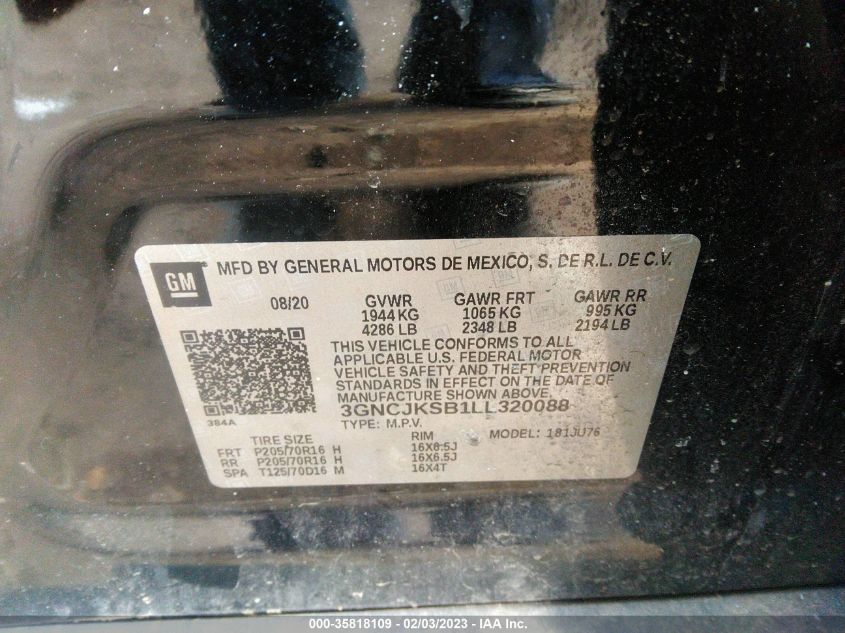 GM
MFD BY GENERAL MOTORS DE MEXICO, S. DE R.L. DE C.V.
08/20 GVWR GAWR FRT GAWR RR
1944 KG 1065 KG 995 KG
4286 LB 2348 LB 2194 LB
THIS VEHICLE CONFORMS TO ALL
APPLICABLE U.S. FEDERAL MOTOR
VEHICLE SAFETY AND THEFT PREVENTION
STANDARDS IN EFFECT ON THE DATE OF
MANUFACTURE SHOWN ABOVE.
3GNCJKSB1LL320088
384A
TYPE: M.P.V. MODEL: 181JU76
TIRE SIZE RIM
FRT P205/70R16 H 16X6.5J
RR P205/70R16 H 16X6.5J
SPA T125/70D16 M 16X4T
000-35818109 - 02/03/2023 - IAA Inc.